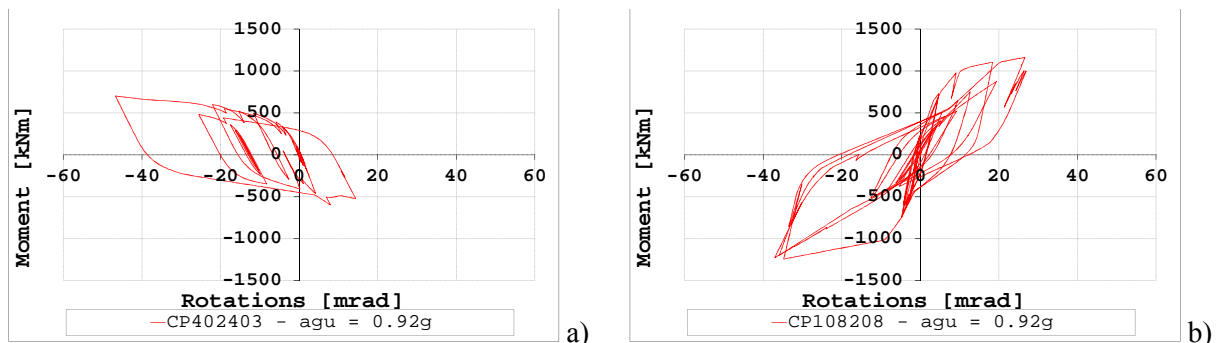 1500
1000
500
0
-500
-1000
-1500
-60 -40 -20 0 20 40 60
Moment [kNm]
Rotations [mrad]
CP402403 - agu = 0.92g
a)
1500
1000
500
0
-500
-1000
-1500
-60 -40 -20 0 20 40 60
Moment [kNm]
Rotations [mrad]
CP108208 - agu = 0.92g
b)